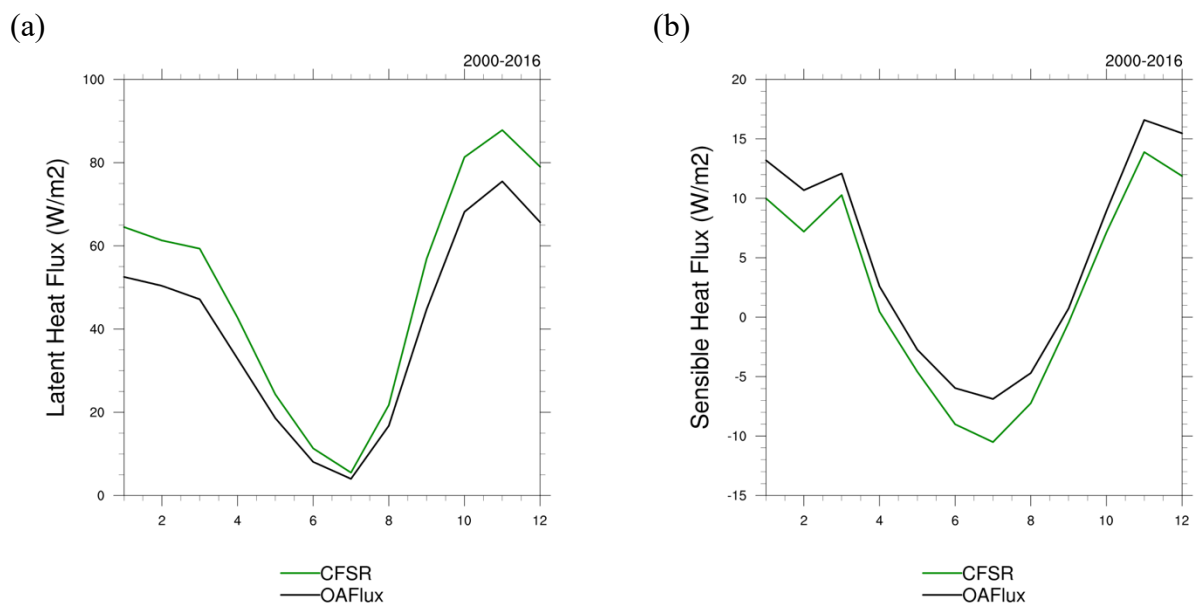 (a)
2000-2016
Latent Heat Flux (W/m2)
100
80
60
40
20
0
2 4 6 8 10 12
CFSR
OAFlux
(b)
2000-2016
Sensible Heat Flux (W/m2)
20
15
10
5
0
-5
-10
-15
2 4 6 8 10 12
CFSR
OAFlux